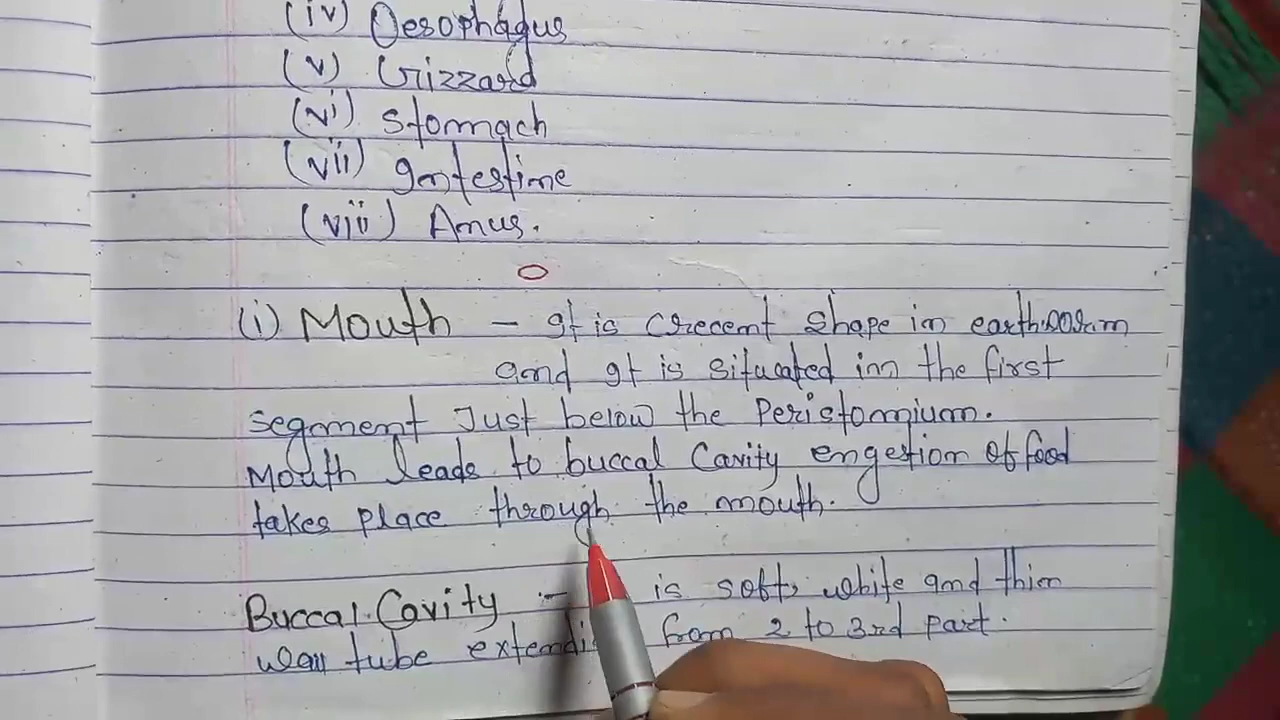 (iv) Oesophagus
(v) Gizzard
(vi) Stomach
(vii) Intestine
(viii) Anus.
(i) Mouth - It is crecent shape in earthworm
and It is situated inn the first
segment Just below the Peristomium.
Mouth leads to buccal cavity engestion of food
takes place through the mouth.
Buccal Cavity :- is soft, white and thin
wall tube extendi from 2 to 3rd part.